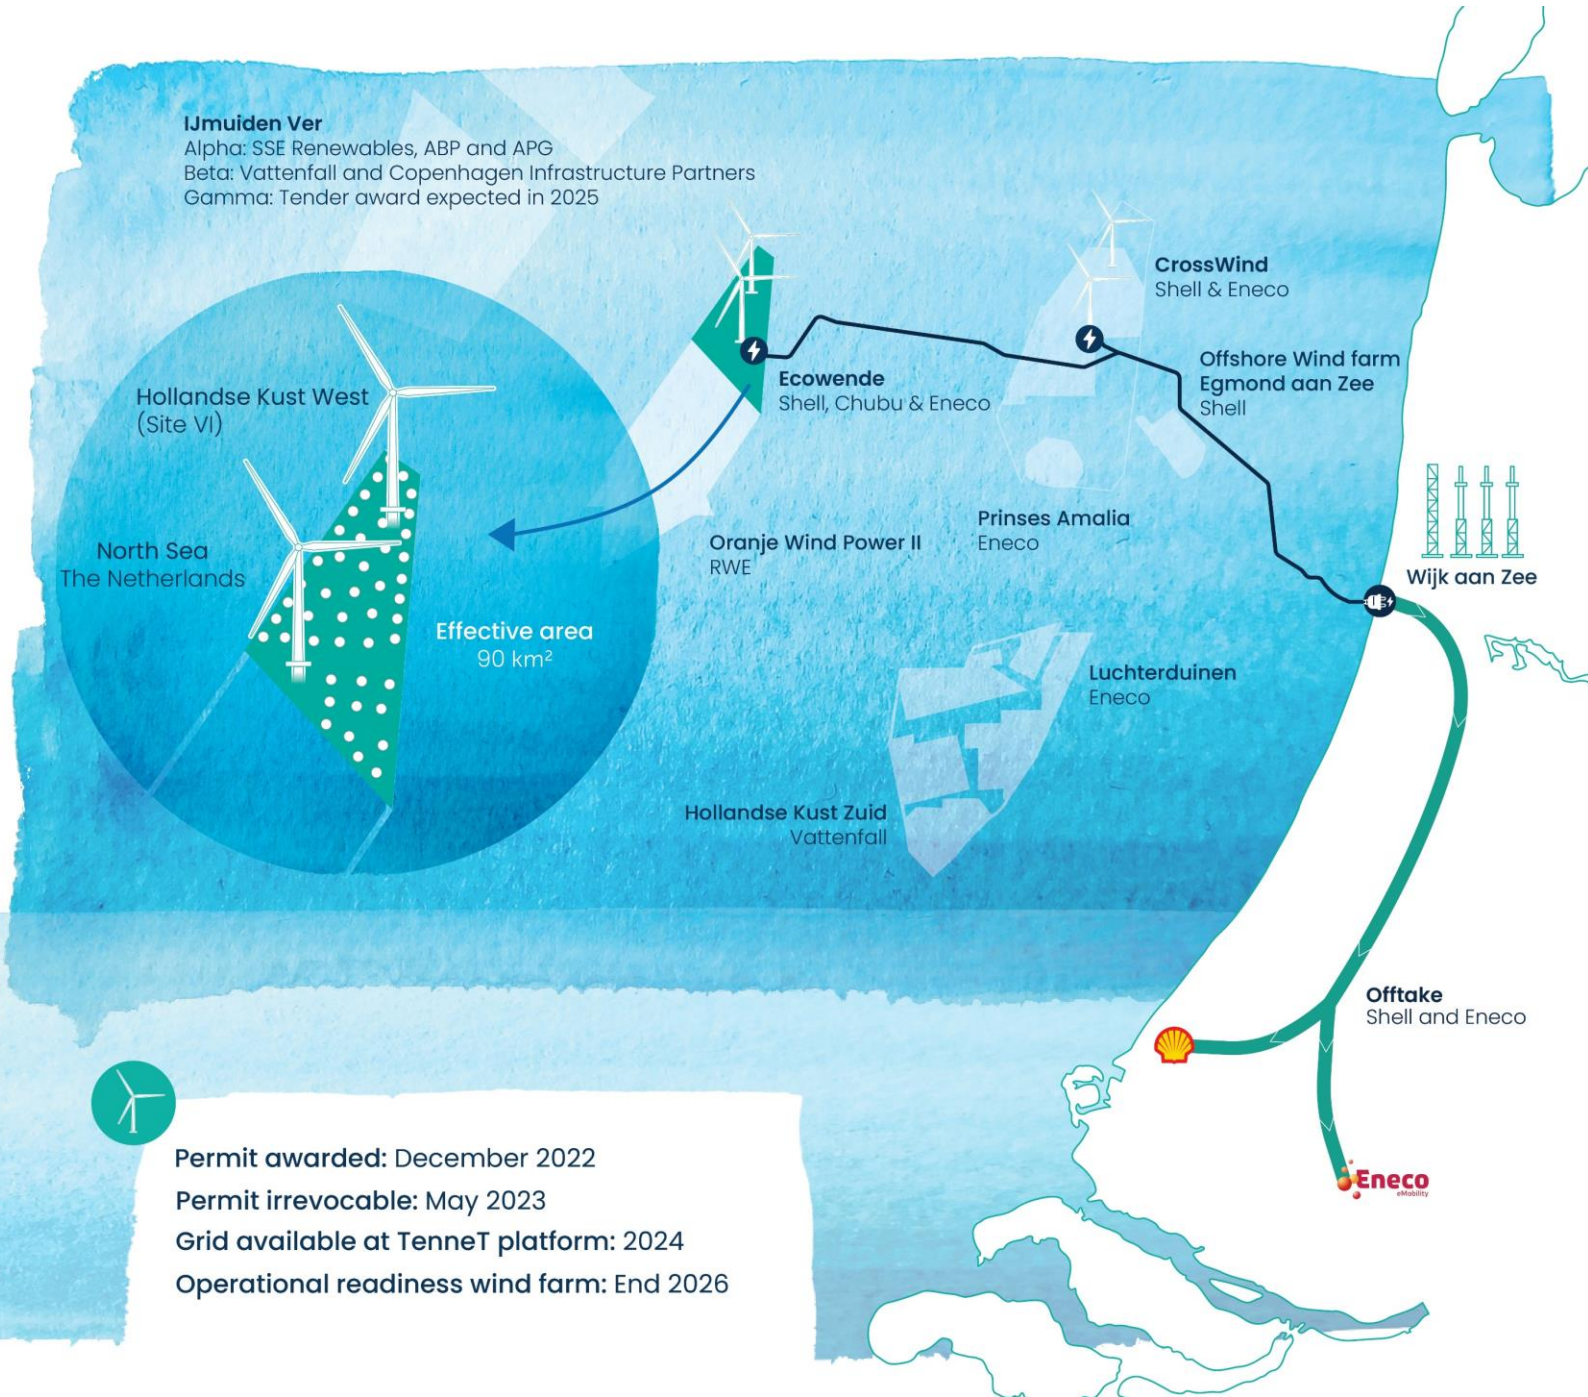 IJmuiden Ver
Alpha: SSE Renewables, ABP and APG
Beta: Vattenfall and Copenhagen Infrastructure Partners
Gamma: Tender award expected in 2025
CrossWind
Shell & Eneco
Offshore Wind farm
Egmond aan Zee
Shell
Ecowende
Shell, Chubu & Eneco
Hollandse Kust West
(Site VI)
North Sea
The Netherlands
Effective area
90 km²
Oranje Wind Power II
RWE
Prinses Amalia
Eneco
Wijk aan Zee
Luchterduinen
Eneco
Hollandse Kust Zuid
Vattenfall
Offtake
Shell and Eneco
Eneco
eMobility
Permit awarded: December 2022
Permit irrevocable: May 2023
Grid available at TenneT platform: 2024
Operational readiness wind farm: End 2026